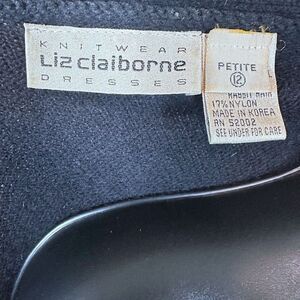 KNITWEAR
Liz claiborne
DRESSES
PETITE
12
RABBIT HAIR
17% NYLON
MADE IN KOREA
RN 52002
SEE UNDER FOR CARE